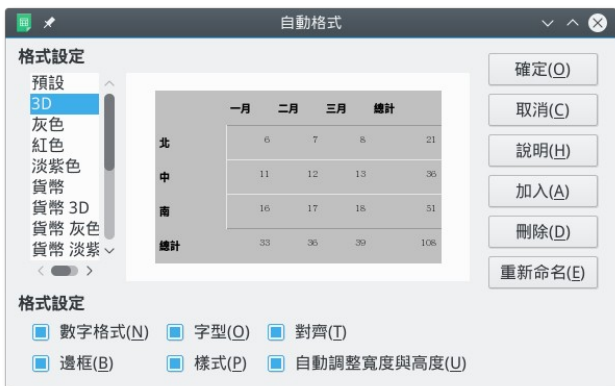 自動格式
格式設定
預設
3D
灰色
紅色
淡紫色
貨幣
貨幣 3D
貨幣 灰色
貨幣 淡紫
一月 二月 三月 總計
北 6 7 8 21
中 11 12 13 36
南 16 17 18 51
總計 33 36 39 108
確定(O)
取消(C)
說明(H)
加入(A)
刪除(D)
重新命名(E)
格式設定
數字格式(N) 字型(O) 對齊(T)
邊框(B) 樣式(P) 自動調整寬度與高度(U)